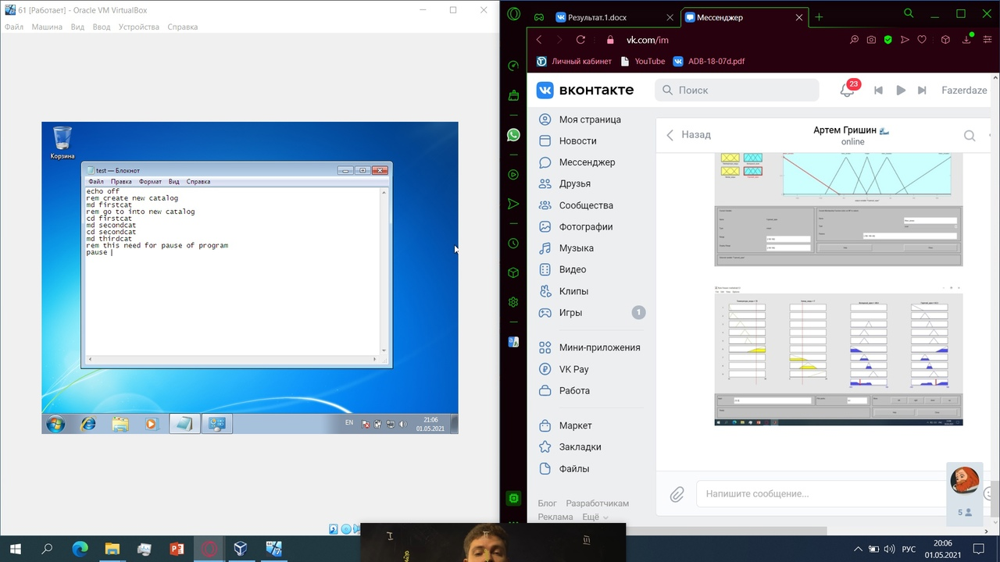 61 [Работает] - Oracle VM VirtualBox
Файл Машина Вид Ввод Устройства Справка
Корзина
test — Блокнот
Файл Правка Формат Вид Справка
echo off
rem create new catalog
md firstcat
rem go to into new catalog
cd firstcat
md secondcat
cd secondcat
md thirdcat
rem this need for pause of program
pause
EN
21:06
01.05.2021
Результат.1.docx
Мессенджер
vk.com/im
Личный кабинет
YouTube
ADB-18-07d.pdf
вконтакте
Поиск
23
Fazerdaze
Моя страница
Новости
Мессенджер
Друзья
Сообщества
Фотографии
Музыка
Видео
Клипы
Игры
1
Мини-приложения
VK Pay
Работа
Маркет
Закладки
Файлы
Блог Разработчикам
Реклама Ещё
Назад
Артем Гришин
online
Напишите сообщение...
5
I
II
III
РУС
20:06
01.05.2021